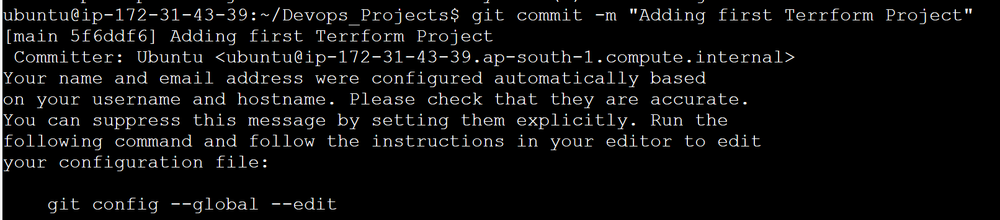 ubuntu@ip-172-31-43-39:~/Devops_Projects$ git commit -m "Adding first Terrform Project"
[main 5f6ddf6] Adding first Terrform Project
 Committer: Ubuntu <ubuntu@ip-172-31-43-39.ap-south-1.compute.internal>
Your name and email address were configured automatically based
on your username and hostname. Please check that they are accurate.
You can suppress this message by setting them explicitly. Run the
following command and follow the instructions in your editor to edit
your configuration file:

    git config --global --edit